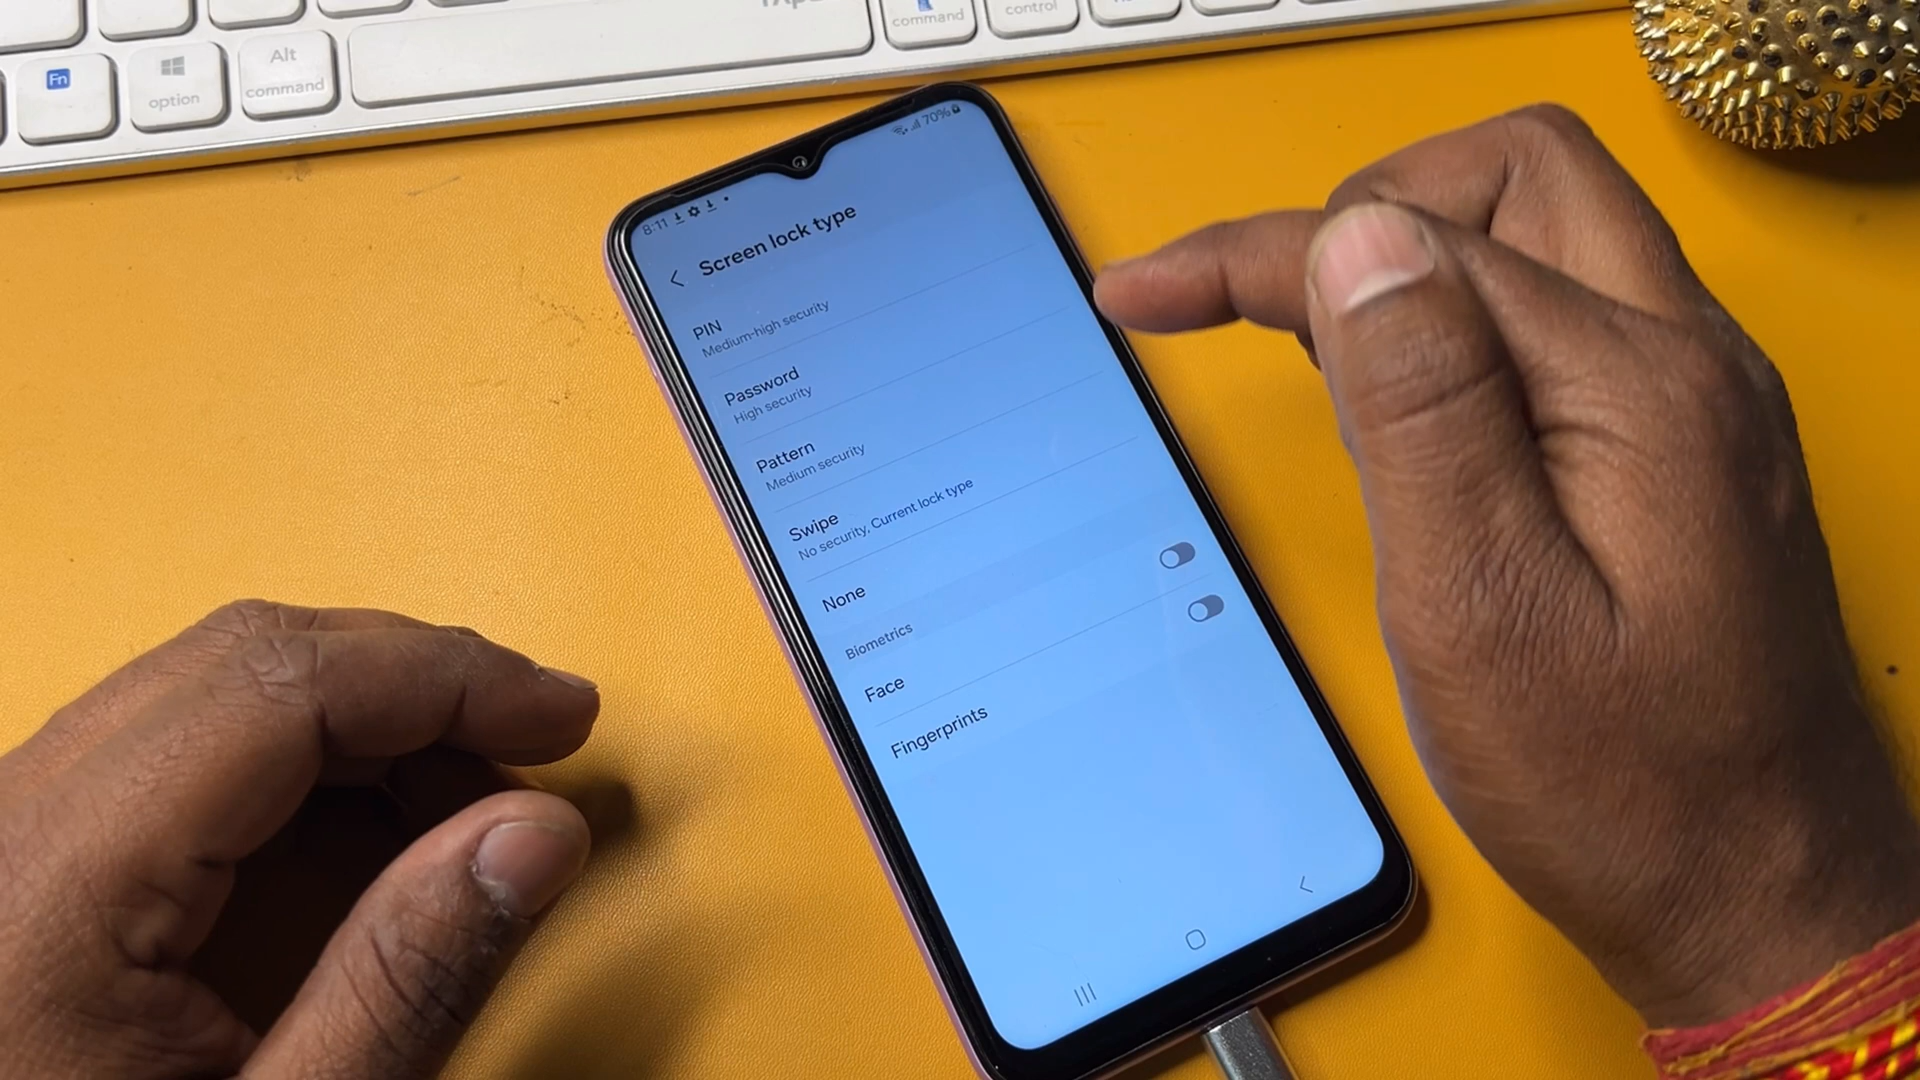 Fn
option
Alt
command
command
control
8:11
70%
Screen lock type
PIN
Medium-high security
Password
High security
Pattern
Medium security
Swipe
No security, Current lock type
None
Biometrics
Face
Fingerprints